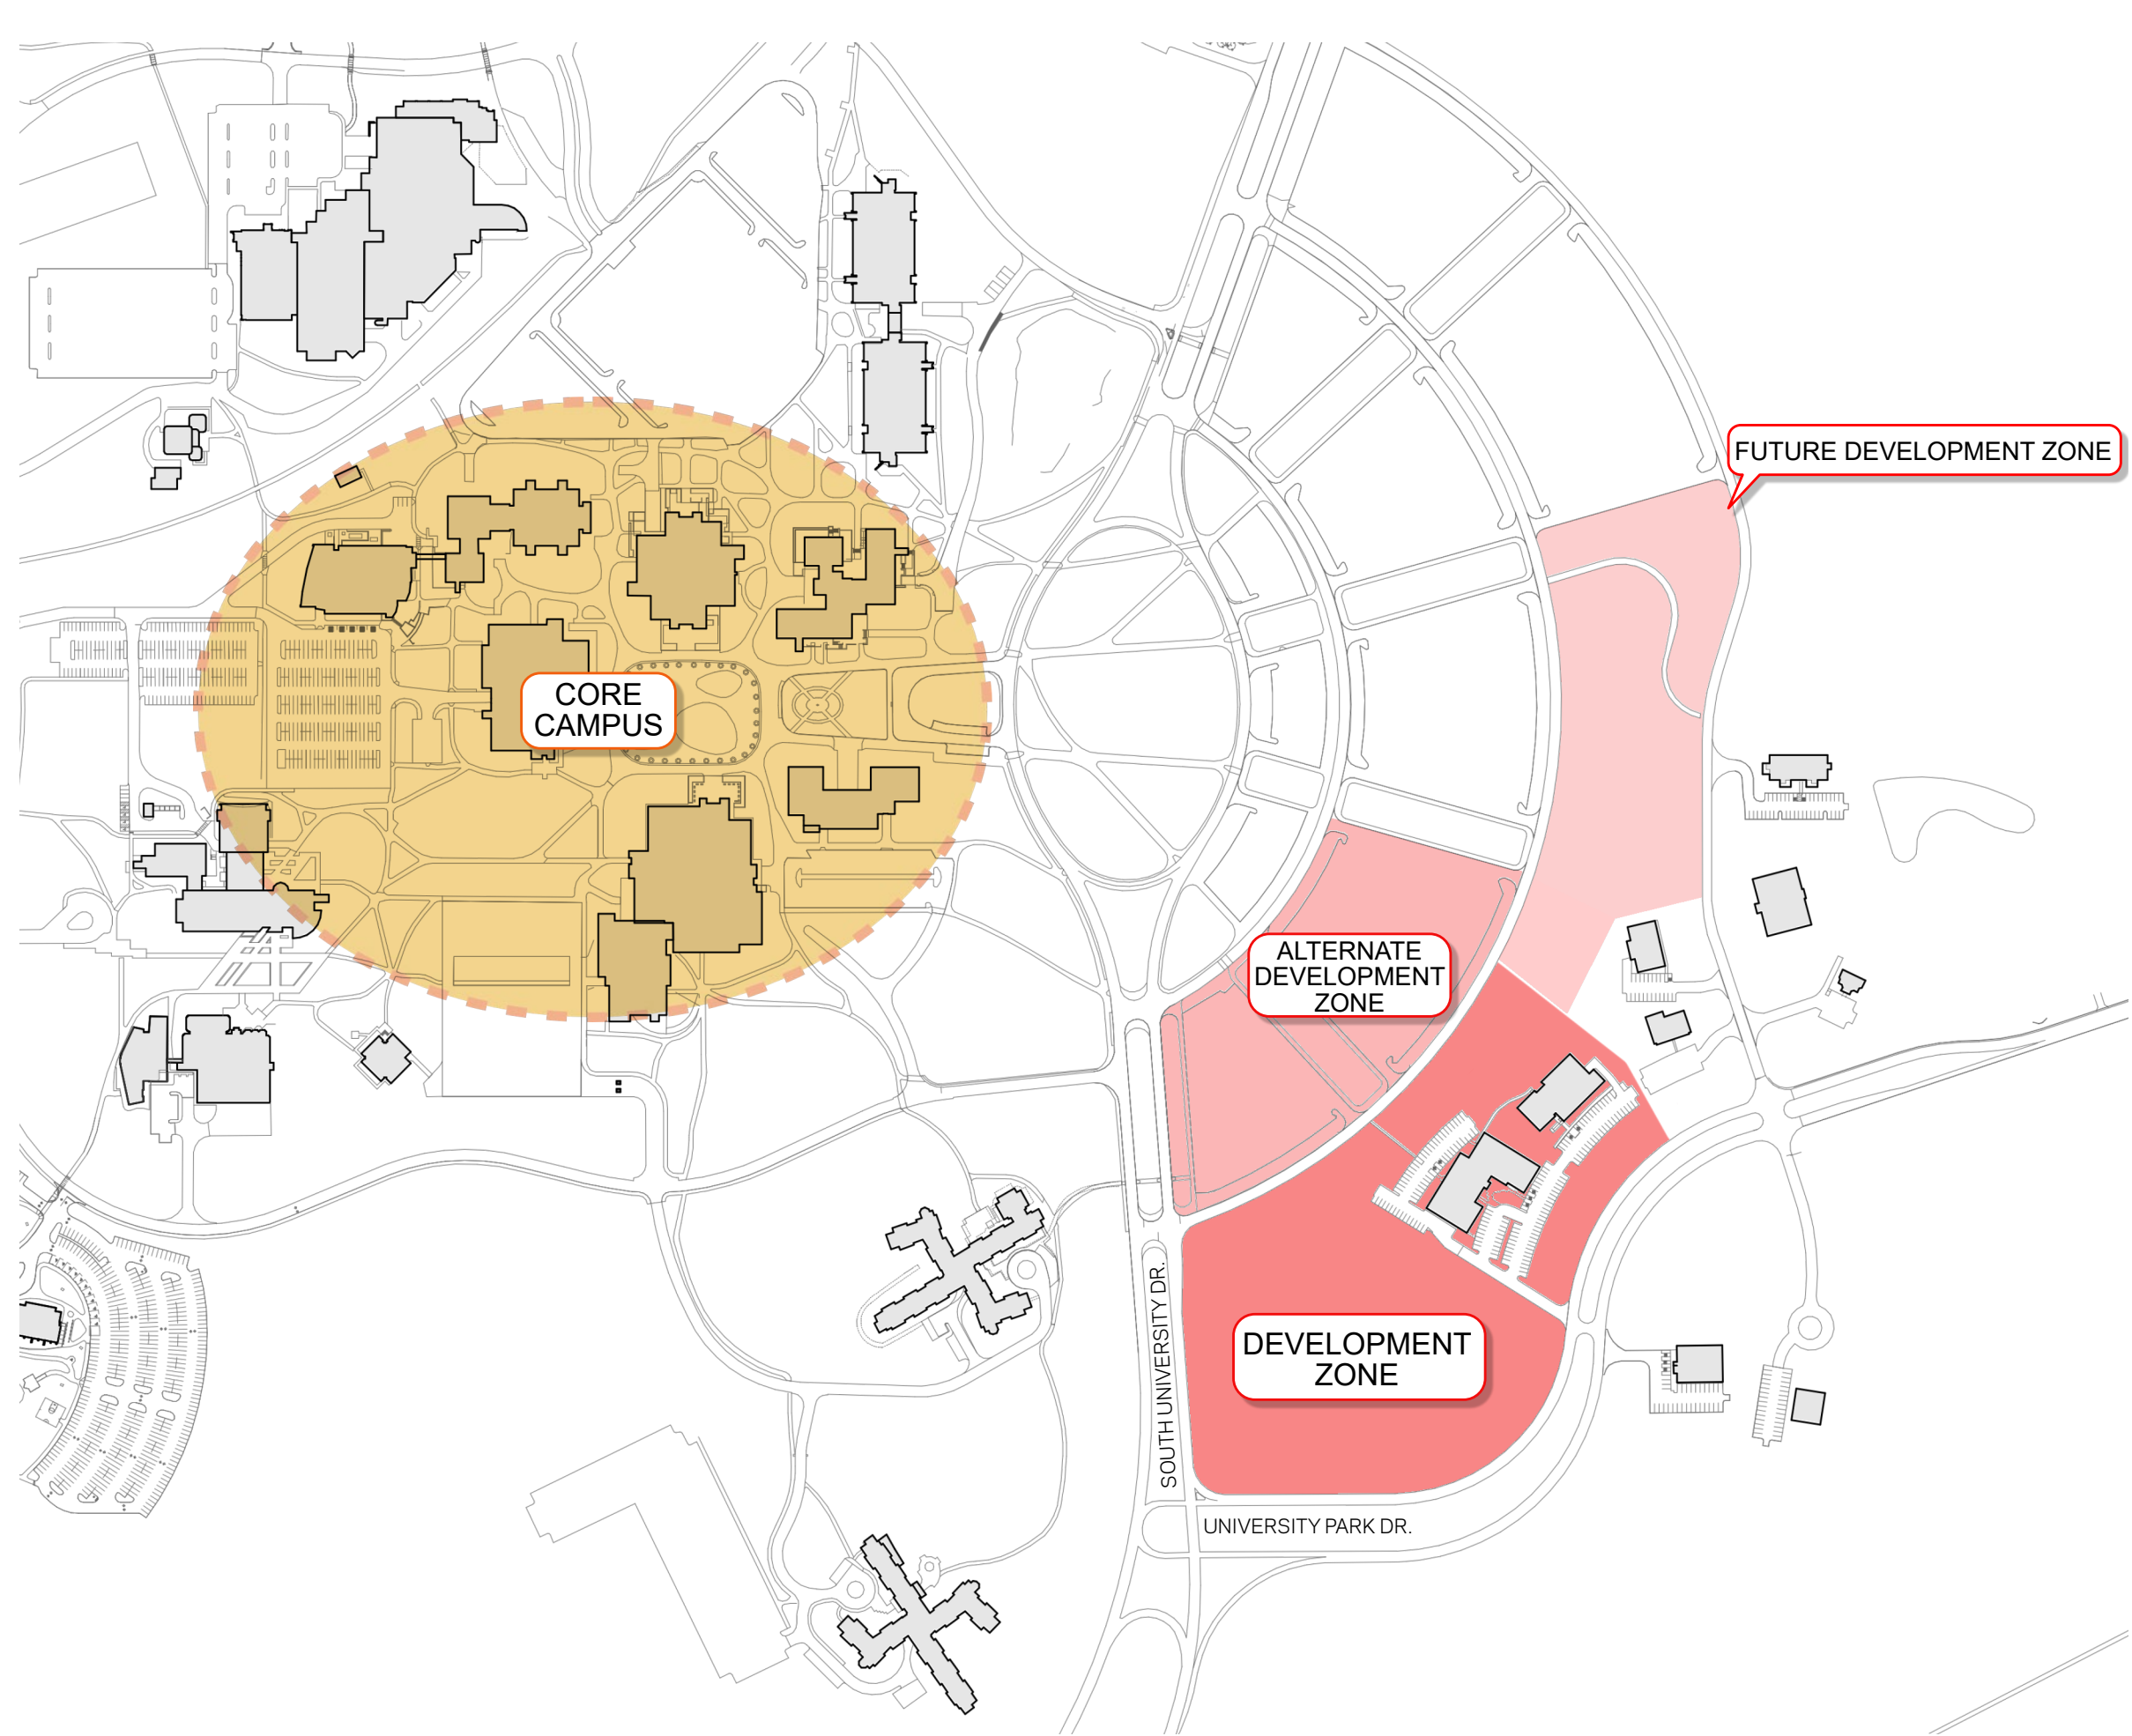 FUTURE DEVELOPMENT ZONE
CORE
CAMPUS
ALTERNATE
DEVELOPMENT
ZONE
DEVELOPMENT
ZONE
SOUTH UNIVERSITY DR.
UNIVERSITY PARK DR.